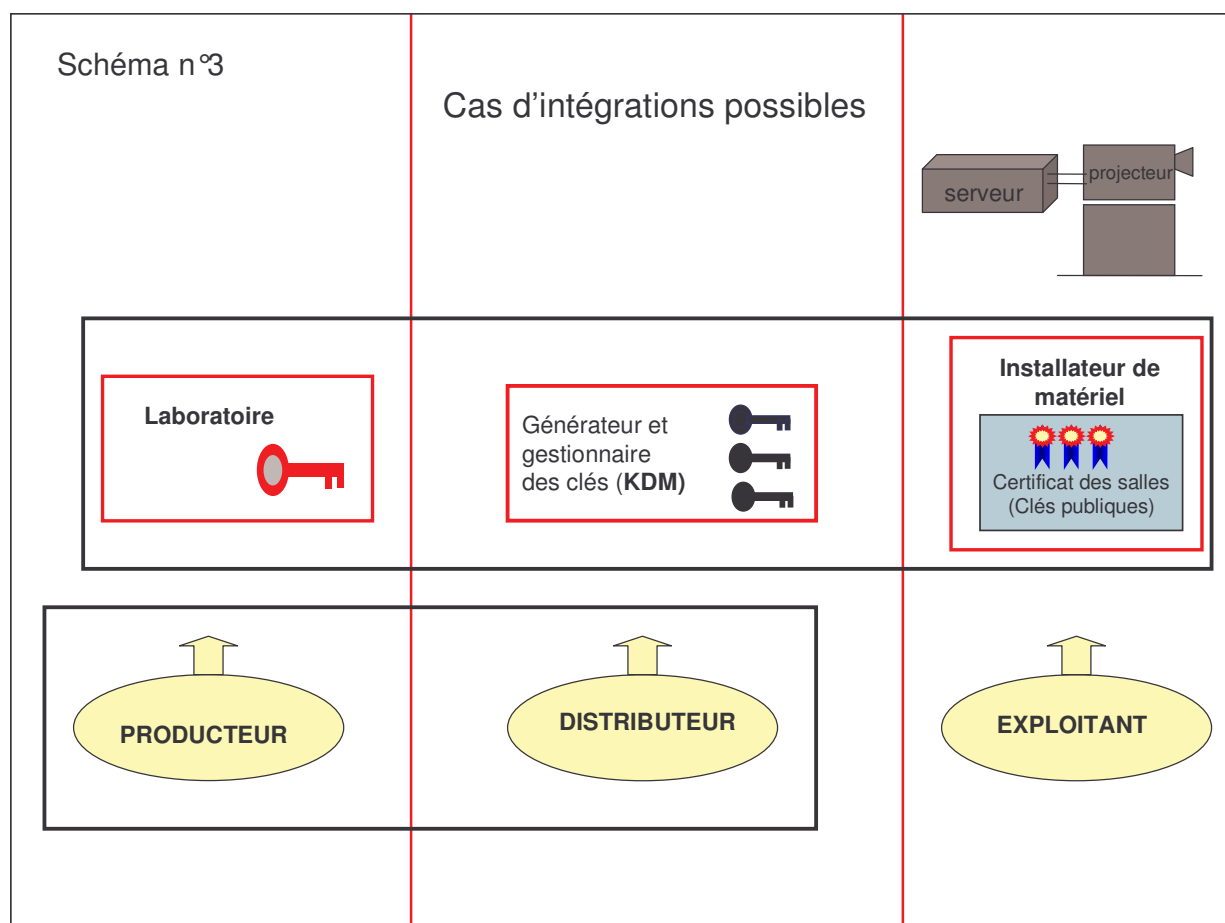 Schéma n°3
Cas d'intégrations possibles
serveur
projecteur
Laboratoire
Générateur et
gestionnaire
des clés (KDM)
Installateur de
matériel
Certificat des salles
(Clés publiques)
PRODUCTEUR
DISTRIBUTEUR
EXPLOITANT